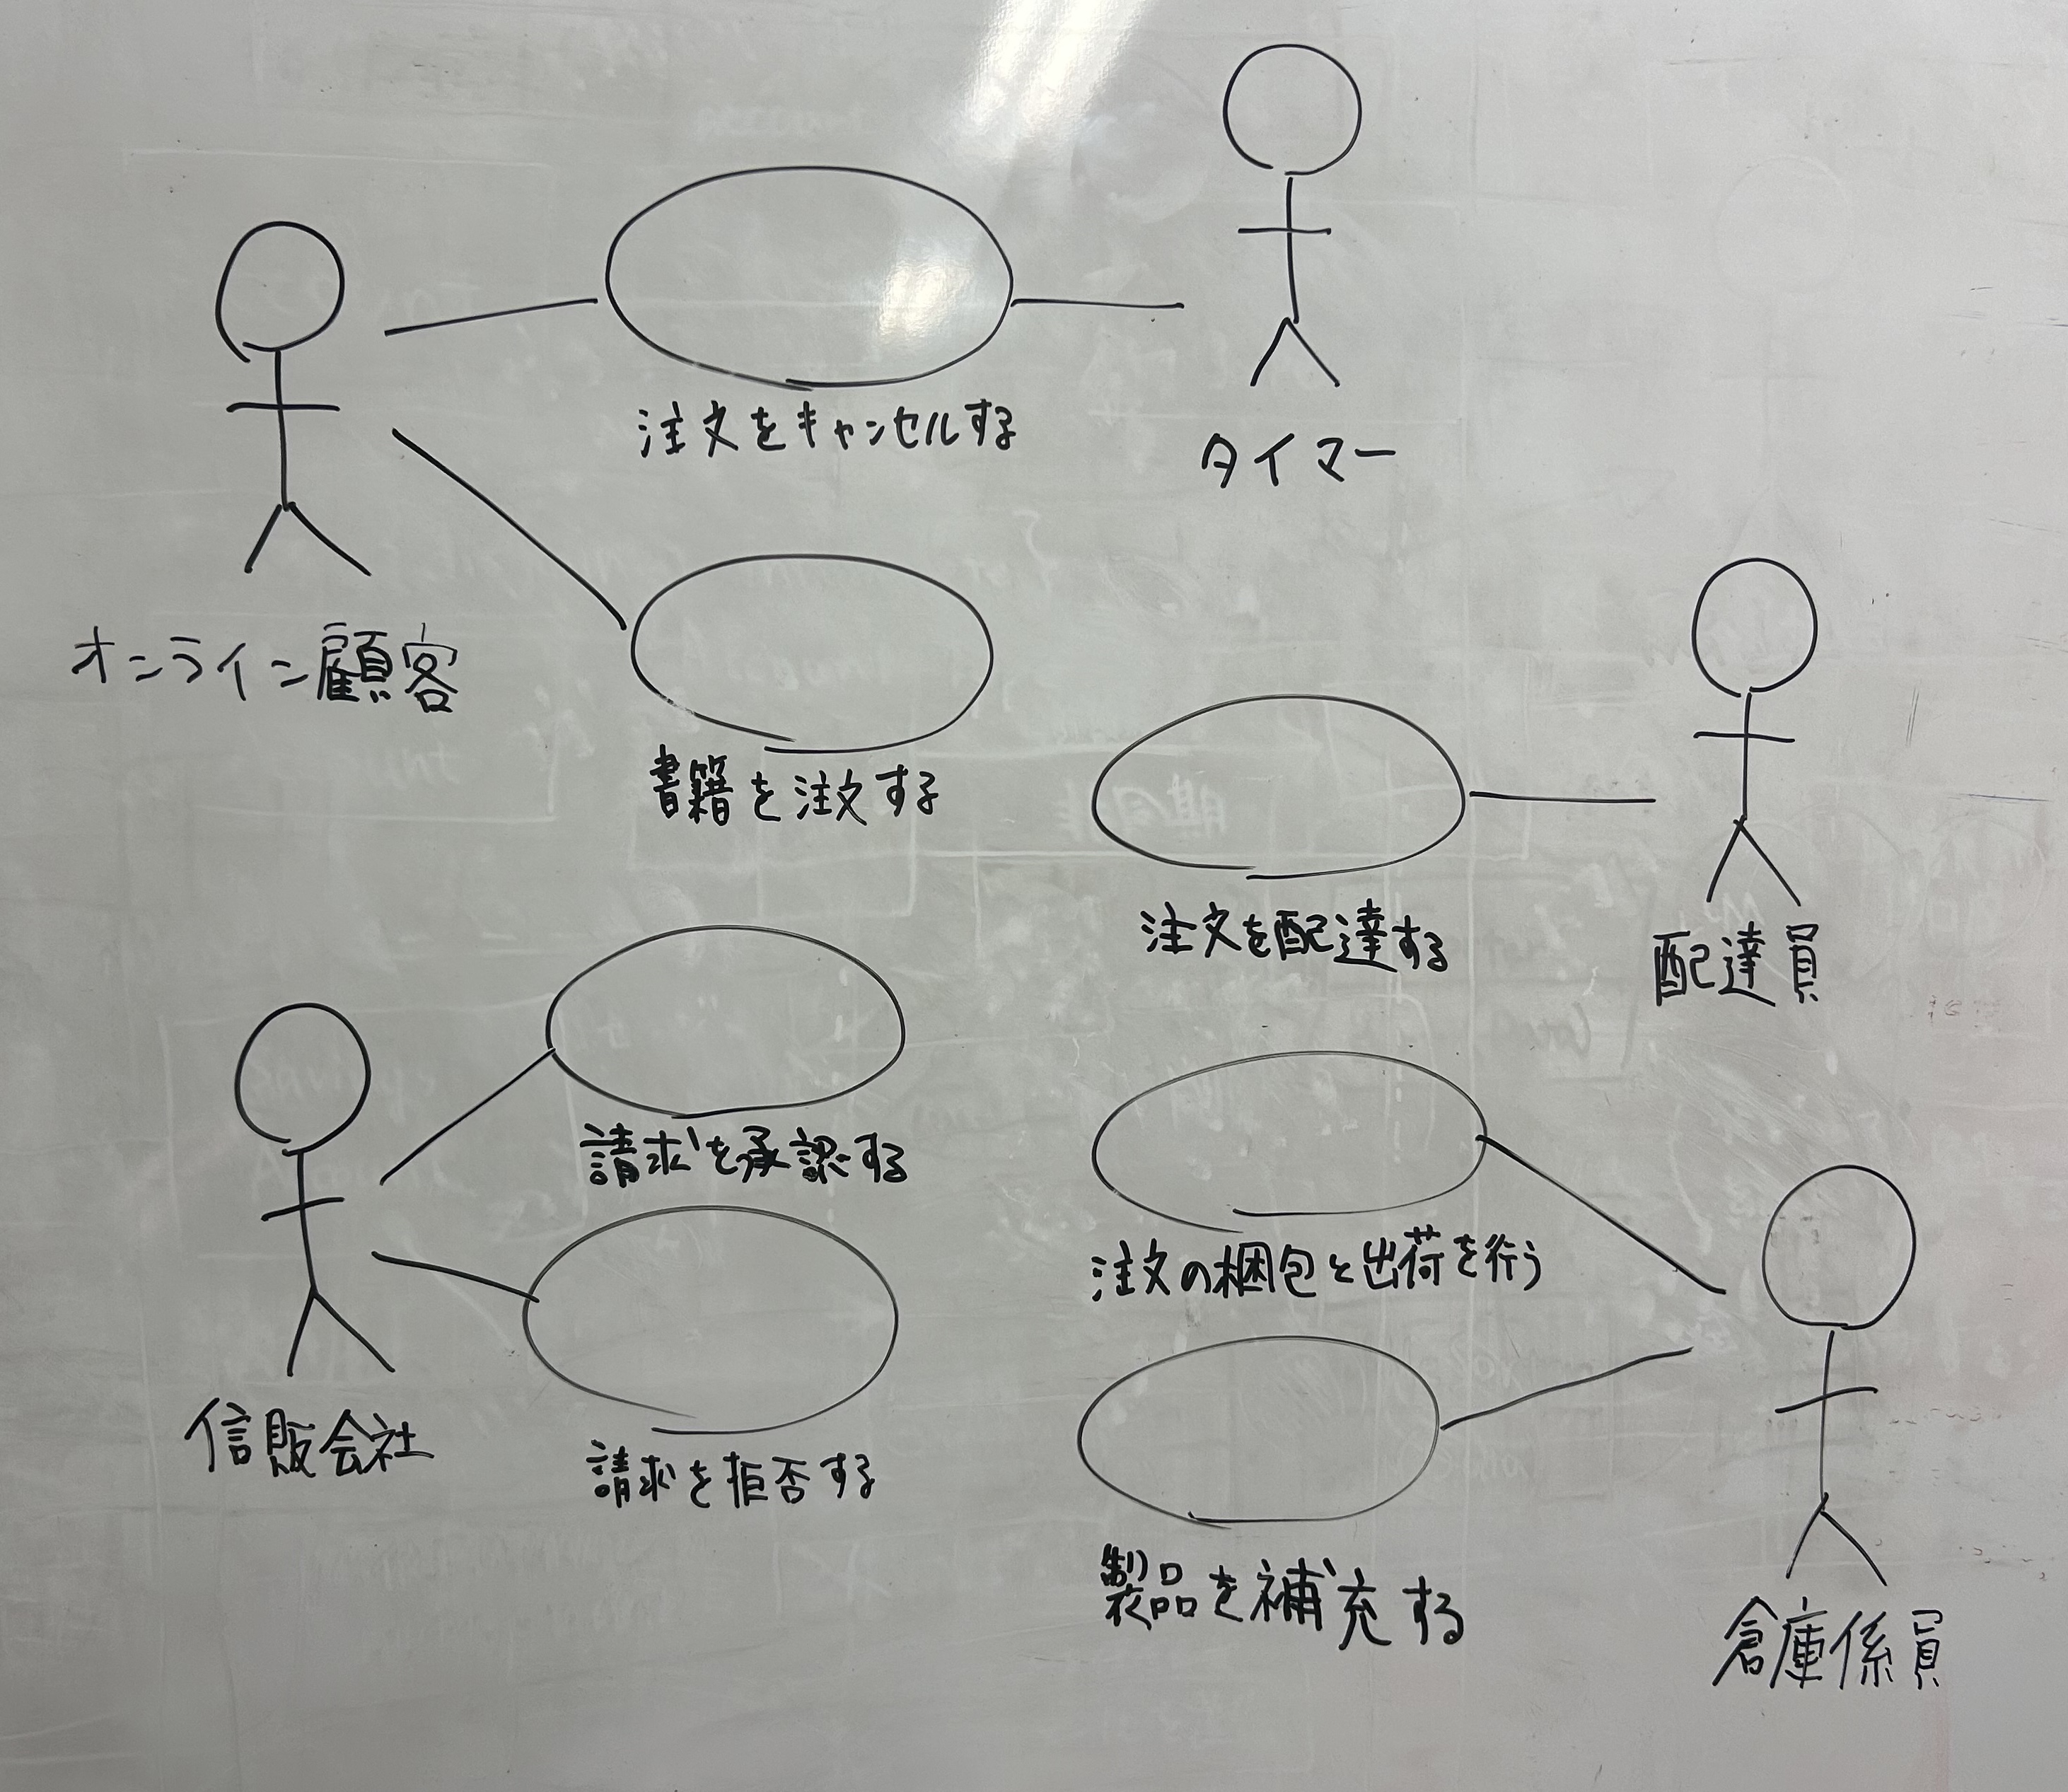 注文をキャンセルする
タイマー
オンライン顧客
書籍を注文する
注文を配達する
配達員
請求を承認する
注文の梱包と出荷を行う
信販会社
請求を拒否する
製品を補充する
倉庫係員